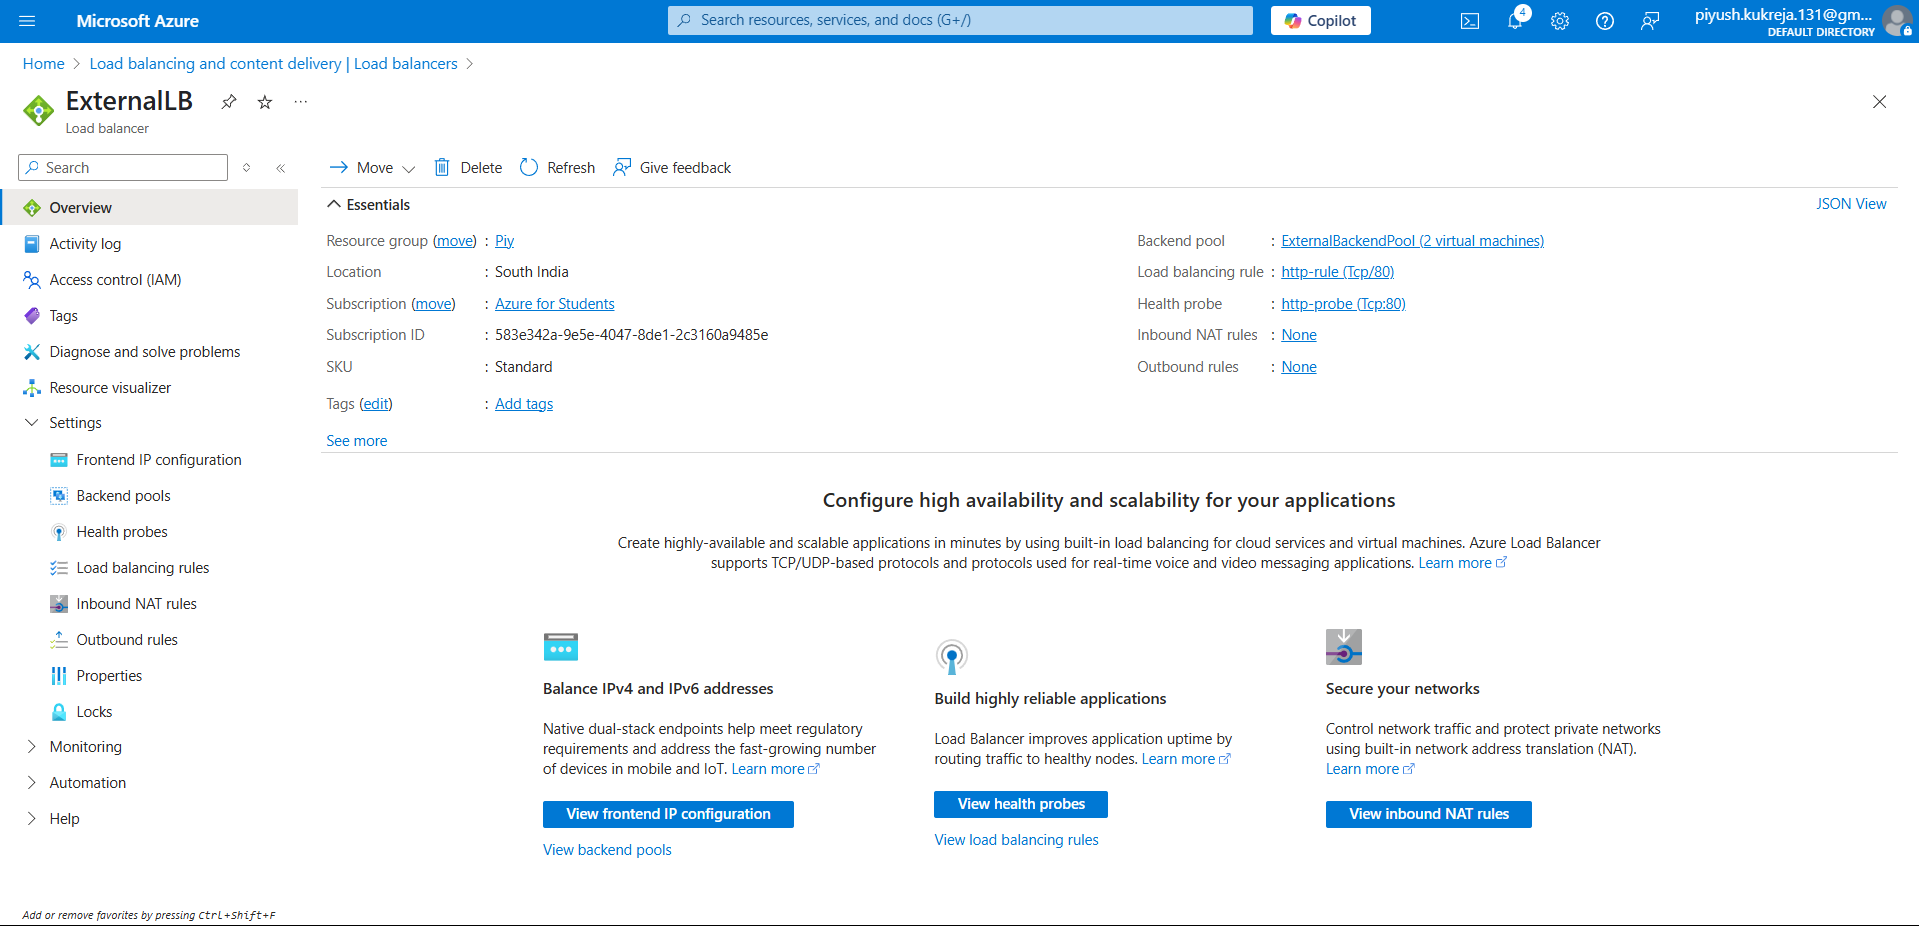 Microsoft Azure
Search resources, services, and docs (G+/)
Copilot
4
piyush.kukreja.131@gm...
DEFAULT DIRECTORY
Home > Load balancing and content delivery | Load balancers >
ExternalLB
Load balancer
Search
Move
Delete
Refresh
Give feedback
Overview
Activity log
Access control (IAM)
Tags
Diagnose and solve problems
Resource visualizer
Settings
Frontend IP configuration
Backend pools
Health probes
Load balancing rules
Inbound NAT rules
Outbound rules
Properties
Locks
Monitoring
Automation
Help
Add or remove favorites by pressing Ctrl+Shift+F
Essentials
JSON View
Resource group (move) : Piy
Location : South India
Subscription (move) : Azure for Students
Subscription ID : 583e342a-9e5e-4047-8de1-2c3160a9485e
SKU : Standard
Tags (edit) : Add tags
See more
Backend pool : ExternalBackendPool (2 virtual machines)
Load balancing rule : http-rule (Tcp/80)
Health probe : http-probe (Tcp:80)
Inbound NAT rules : None
Outbound rules : None
Configure high availability and scalability for your applications
Create highly-available and scalable applications in minutes by using built-in load balancing for cloud services and virtual machines. Azure Load Balancer
supports TCP/UDP-based protocols and protocols used for real-time voice and video messaging applications. Learn more
Balance IPv4 and IPv6 addresses
Native dual-stack endpoints help meet regulatory
requirements and address the fast-growing number
of devices in mobile and IoT. Learn more
View frontend IP configuration
View backend pools
Build highly reliable applications
Load Balancer improves application uptime by
routing traffic to healthy nodes. Learn more
View health probes
View load balancing rules
Secure your networks
Control network traffic and protect private networks
using built-in network address translation (NAT).
Learn more
View inbound NAT rules